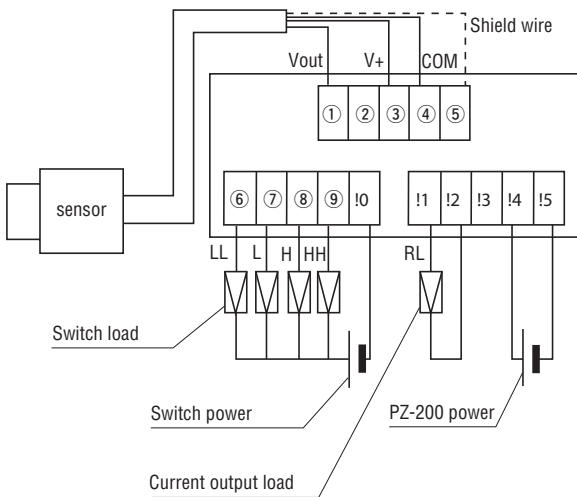 Shield wire
Vout V+ COM
① ② ③ ④ ⑤
sensor
⑥ ⑦ ⑧ ⑨ !0
!1 !2 !3 !4 !5
LL L H HH
RL
Switch load
Switch power
PZ-200 power
Current output load